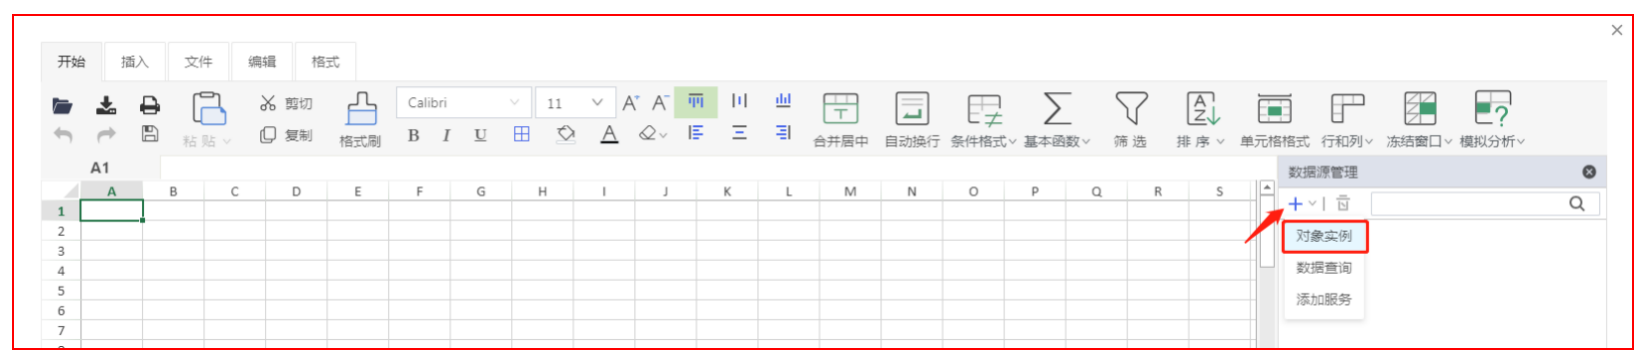 开始 插入 文件 编辑 格式
剪切 Calibri 11 A+ A-
粘贴 复制 格式刷 B I U A 合并居中 自动换行 条件格式 基本函数 筛选 排序 单元格格式 行和列 冻结窗口 模拟分析
A1 数据源管理
A B C D E F G H I J K L M N O P Q R S
1
对象实例
2
数据查询
3
4
添加服务
5
6
7